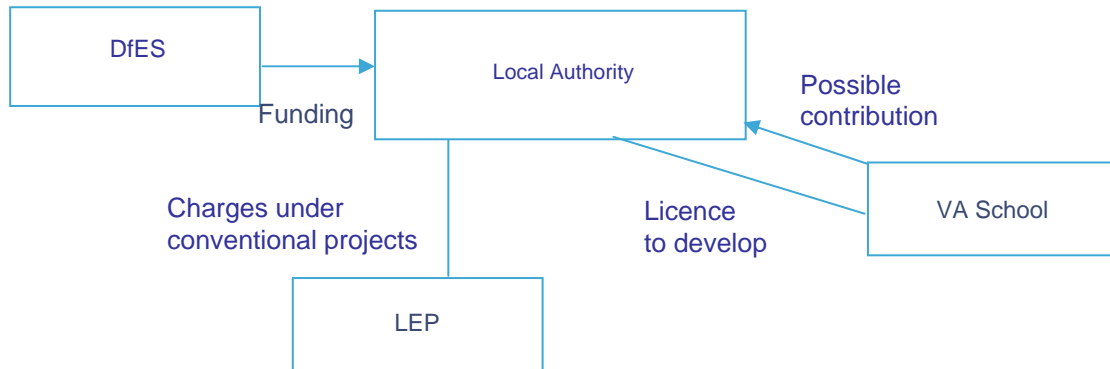 DfES
Local Authority
Funding
Possible
contribution
Charges under
conventional projects
Licence
to develop
VA School
LEP